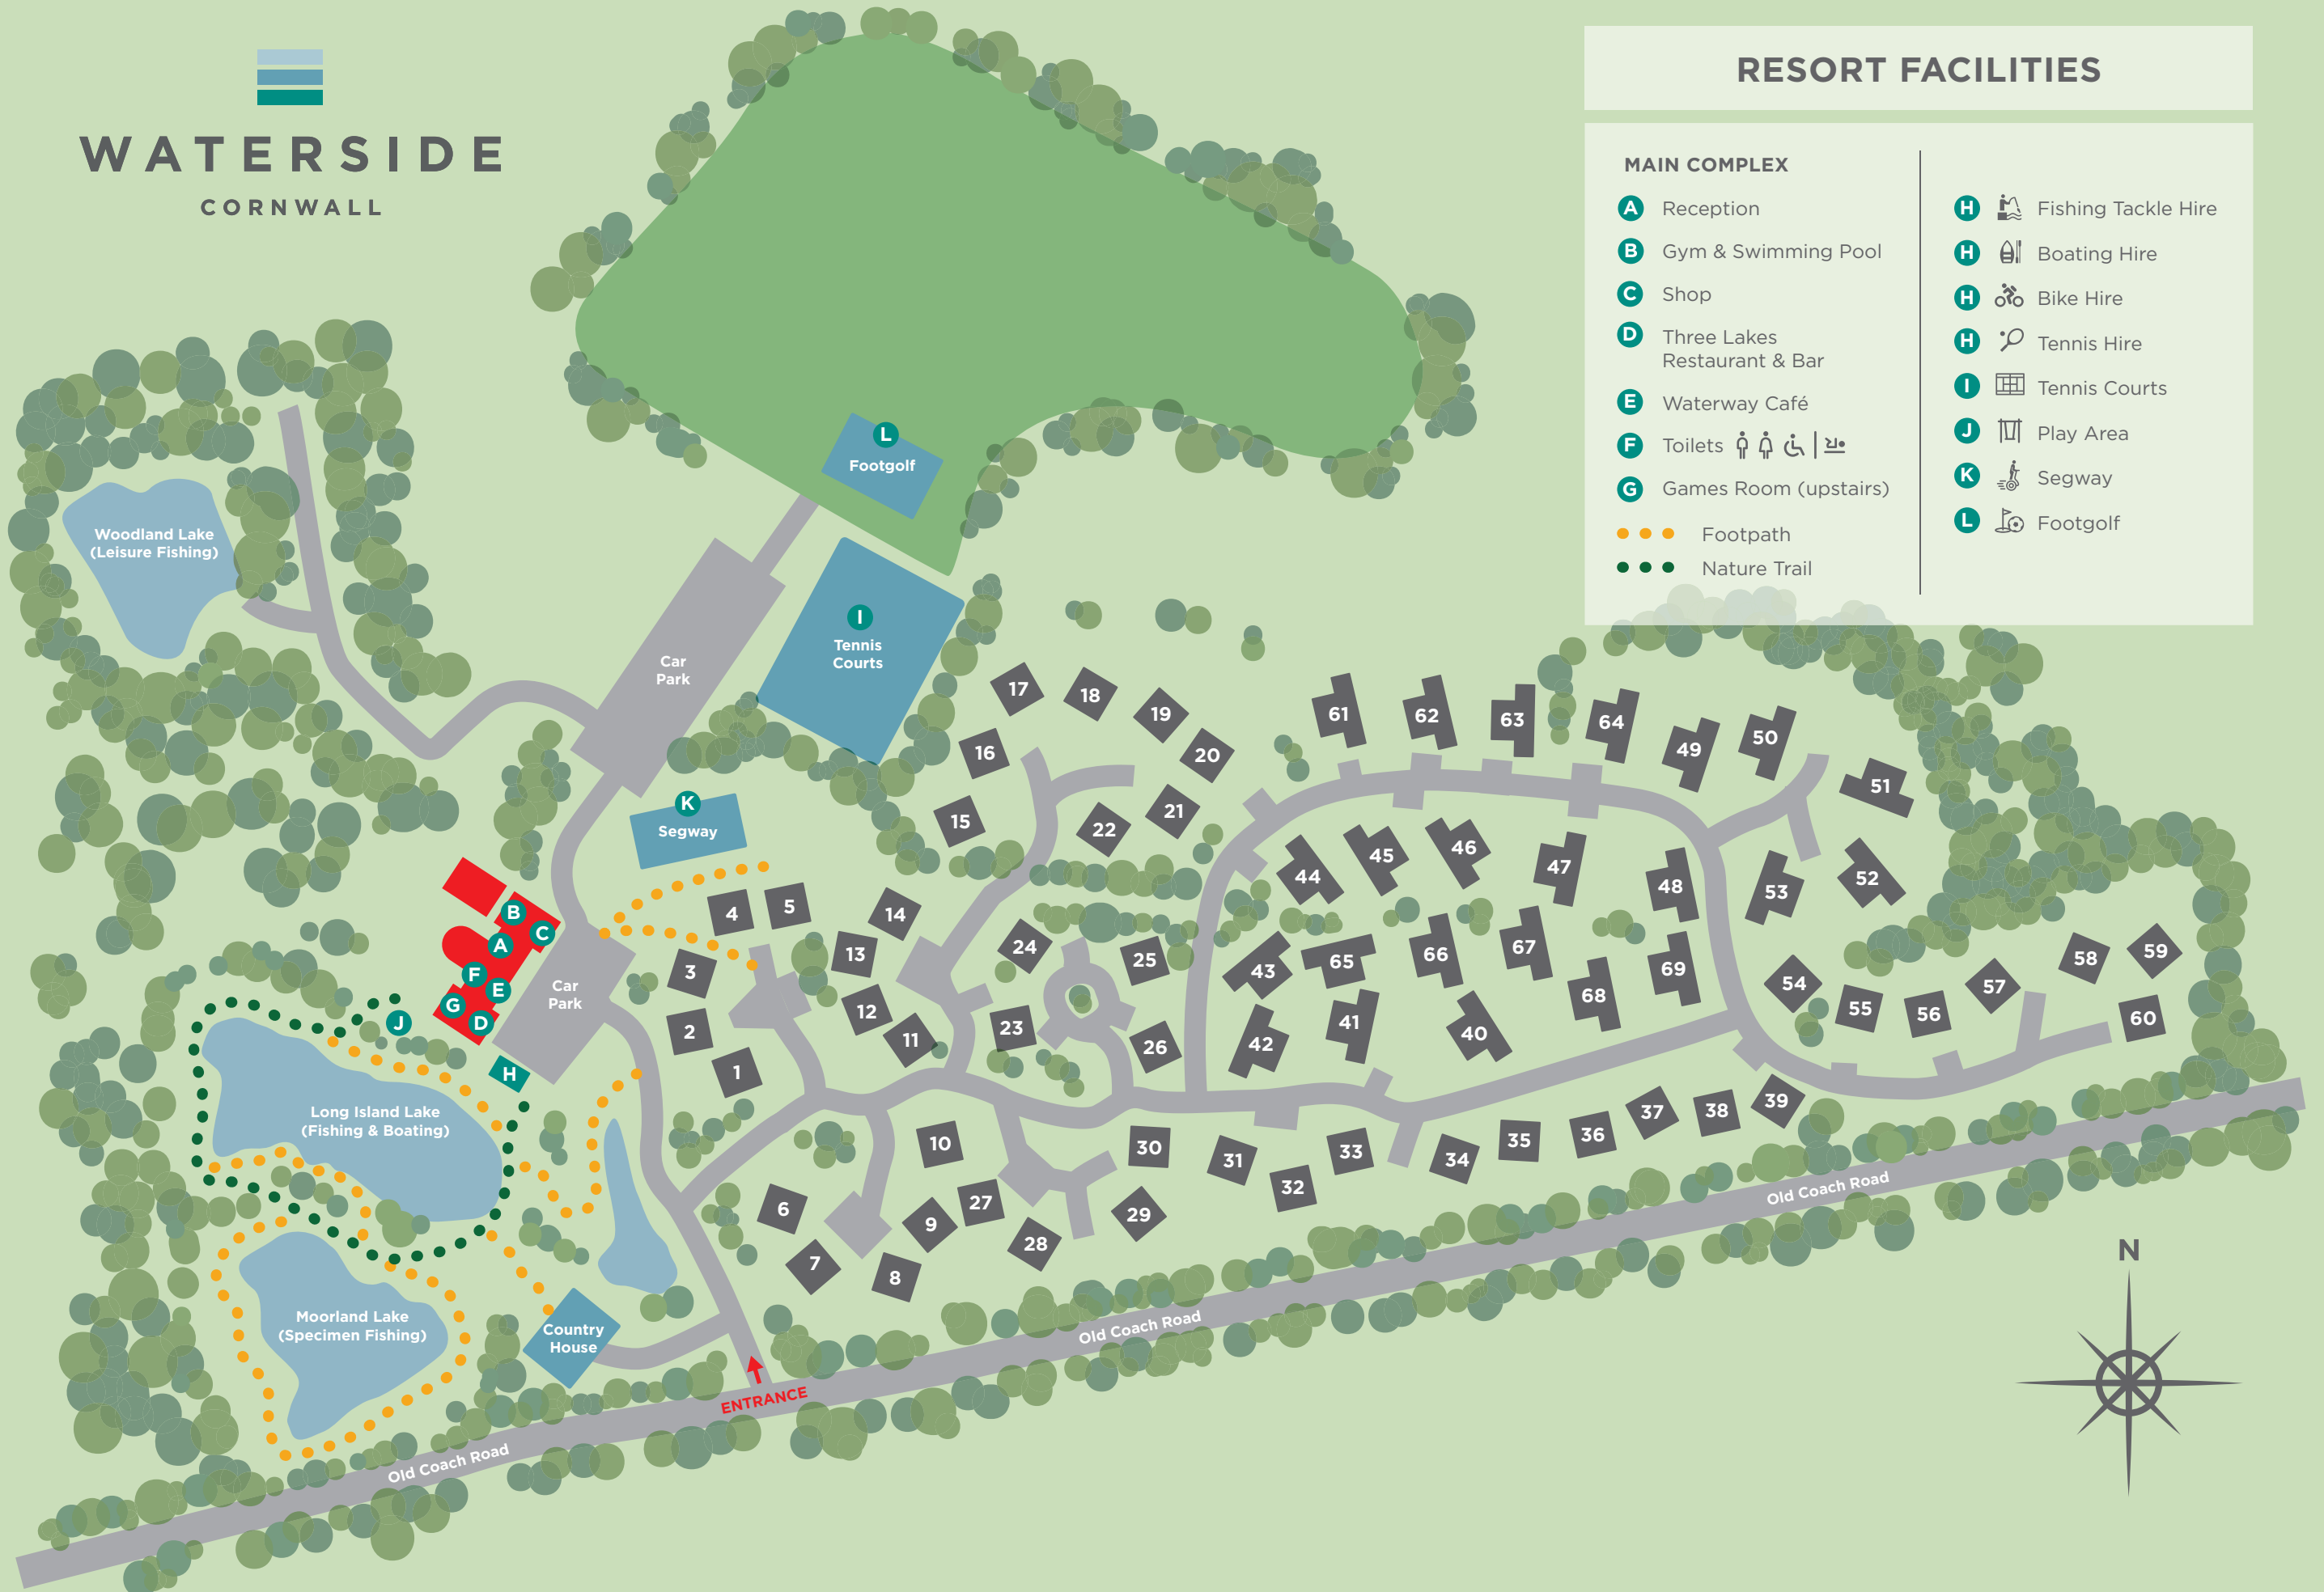 WATERSIDE
CORNWALL
RESORT FACILITIES
MAIN COMPLEX
A Reception
B Gym & Swimming Pool
C Shop
D Three Lakes
Restaurant & Bar
E Waterway Café
F Toilets
G Games Room (upstairs)
Footpath
Nature Trail
H Fishing Tackle Hire
H Boating Hire
H Bike Hire
H Tennis Hire
I Tennis Courts
J Play Area
K Segway
L Footgolf
L
Footgolf
Woodland Lake
(Leisure Fishing)
I
Tennis
Courts
Car
Park
K
Segway
B
C
A
F
E
G
D
J
H
Car
Park
Long Island Lake
(Fishing & Boating)
Moorland Lake
(Specimen Fishing)
Country
House
ENTRANCE
Old Coach Road
Old Coach Road
Old Coach Road
N
1
2
3
4
5
6
7
8
9
10
11
12
13
14
15
16
17
18
19
20
21
22
23
24
25
26
27
28
29
30
31
32
33
34
35
36
37
38
39
40
41
42
43
44
45
46
47
48
49
50
51
52
53
54
55
56
57
58
59
60
61
62
63
64
65
66
67
68
69